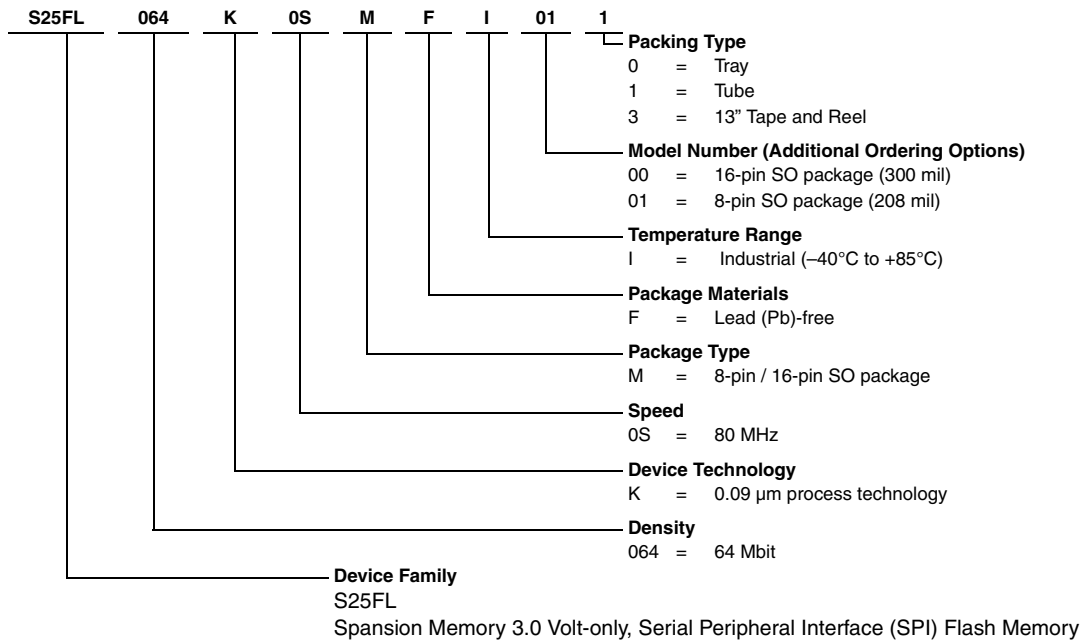 S25FL 064 K 0S M F I 01 1
Packing Type
0 = Tray
1 = Tube
3 = 13" Tape and Reel
Model Number (Additional Ordering Options)
00 = 16-pin SO package (300 mil)
01 = 8-pin SO package (208 mil)
Temperature Range
I = Industrial (–40°C to +85°C)
Package Materials
F = Lead (Pb)-free
Package Type
M = 8-pin / 16-pin SO package
Speed
0S = 80 MHz
Device Technology
K = 0.09 µm process technology
Density
064 = 64 Mbit
Device Family
S25FL
Spansion Memory 3.0 Volt-only, Serial Peripheral Interface (SPI) Flash Memory